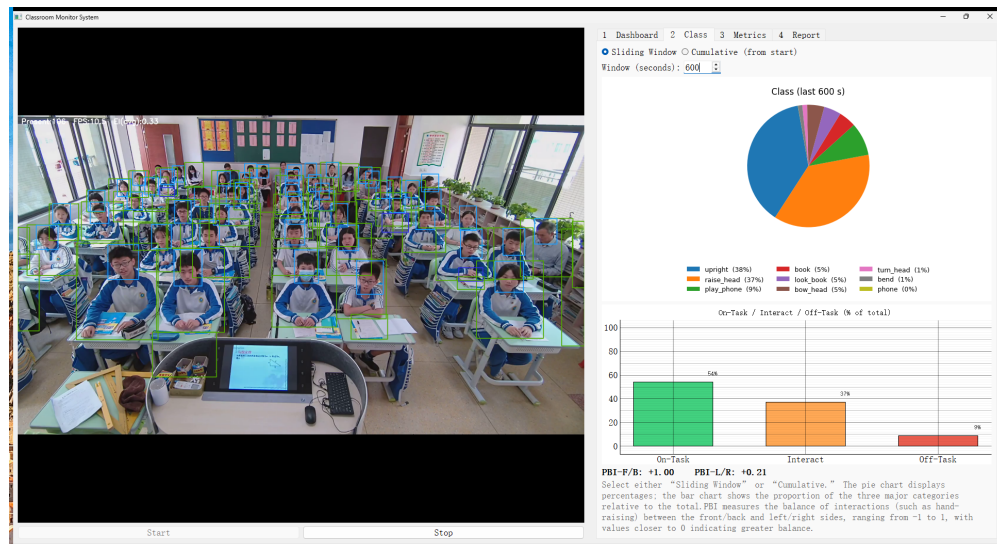 Classroom Monitor System
1 Dashboard 2 Class 3 Metrics 4 Report
Sliding Window Cumulative (from start)
Window (seconds): 600
Class (last 600 s)
upright (38%)
raise_head (37%)
play_phone (9%)
book (5%)
book_book (5%)
bow_head (5%)
turn_head (1%)
bend (1%)
phone (0%)
On-Task / Interact / Off-Task (% of total)
100
80
60
40
20
0
54%
37%
9%
On-Task Interact Off-Task
PBI-F/B: +1.00 PBI-L/R: +0.21
Select either “Sliding Window” or “Cumulative.” The pie chart displays
percentages; the bar chart shows the proportion of the three major categories
relative to the total.PBI measures the balance of interactions (such as hand-
raising) between the front/back and left/right sides, ranging from -1 to 1, with
values closer to 0 indicating greater balance.
Start Stop